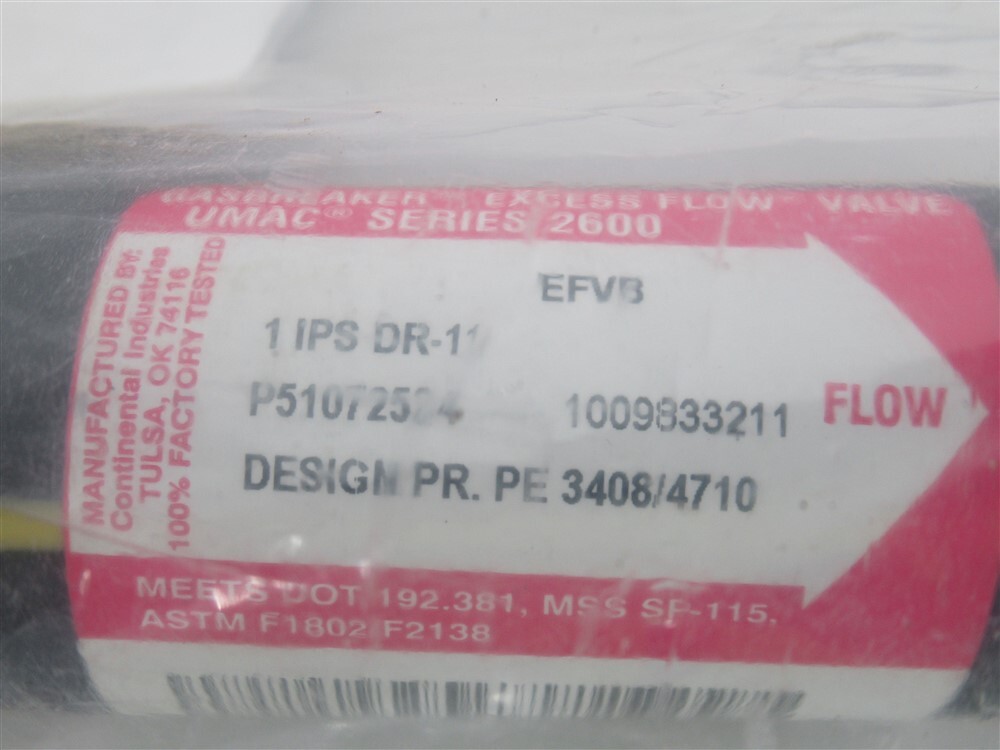 GASBREAKER™ EXCESS FLOW VALVE
UMAC® SERIES 2600
MANUFACTURED BY:
Continental Industries
TULSA, OK 74116
100% FACTORY TESTED
EFVB
1 IPS DR-11
1009833211
FLOW
DESIGN PR. PE 3408/4710
MEETS DOT 192.381, MSS SP-115,
ASTM F1802 F2138